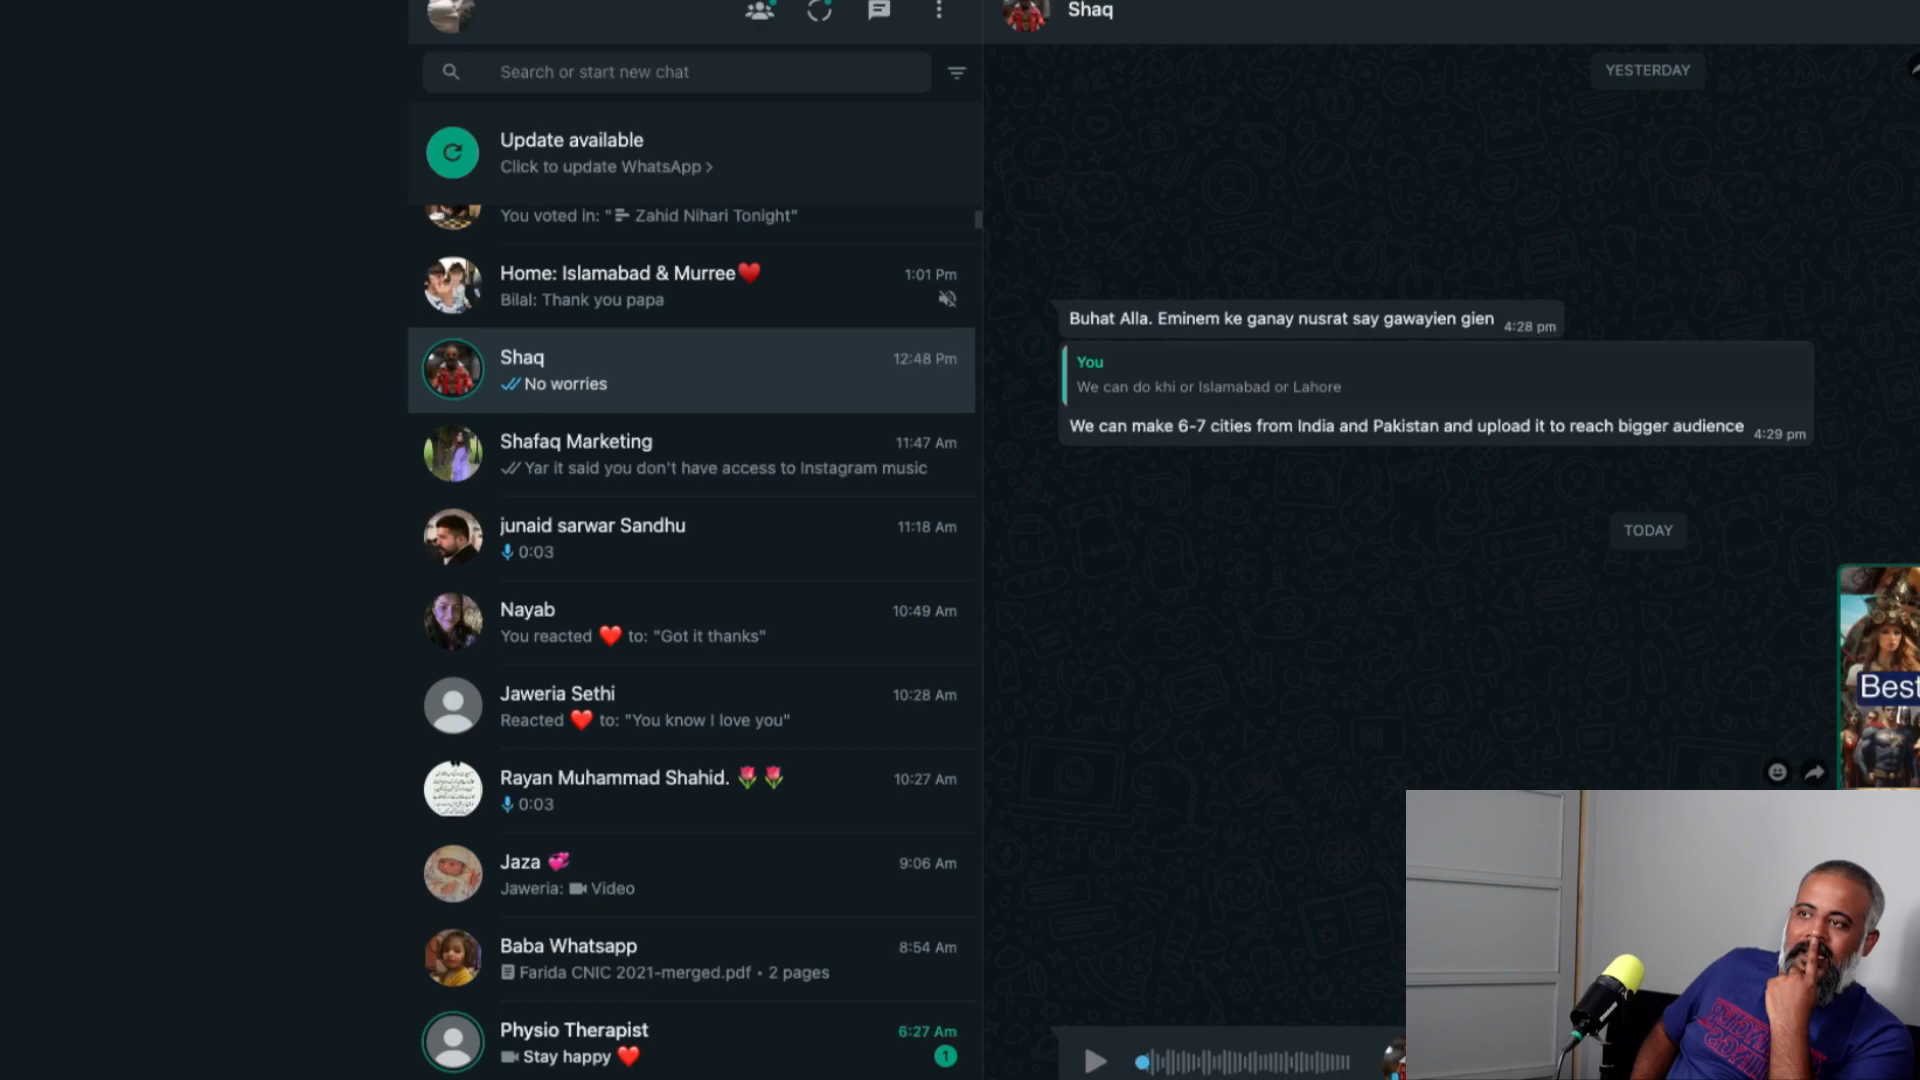 Shaq
Search or start new chat
Update available
Click to update WhatsApp >
You voted in: " Zahid Nihari Tonight"
Home: Islamabad & Murree❤️
1:01 Pm
Bilal: Thank you papa
Shaq
12:48 Pm
No worries
Shafaq Marketing
11:47 Am
Yar it said you don't have access to Instagram music
junaid sarwar Sandhu
11:18 Am
0:03
Nayab
10:49 Am
You reacted ❤️ to: "Got it thanks"
Jaweria Sethi
10:28 Am
Reacted ❤️ to: "You know I love you"
Rayan Muhammad Shahid. 🌷🌷
10:27 Am
0:03
Jaza 💞
9:06 Am
Jaweria: Video
Baba Whatsapp
8:54 Am
Farida CNIC 2021-merged.pdf • 2 pages
Physio Therapist
6:27 Am
Stay happy ❤️
1
YESTERDAY
Buhat Alla. Eminem ke ganay nusrat say gawayien gien
4:28 pm
You
We can do khi or Islamabad or Lahore
We can make 6-7 cities from India and Pakistan and upload it to reach bigger audience
4:29 pm
TODAY
Best